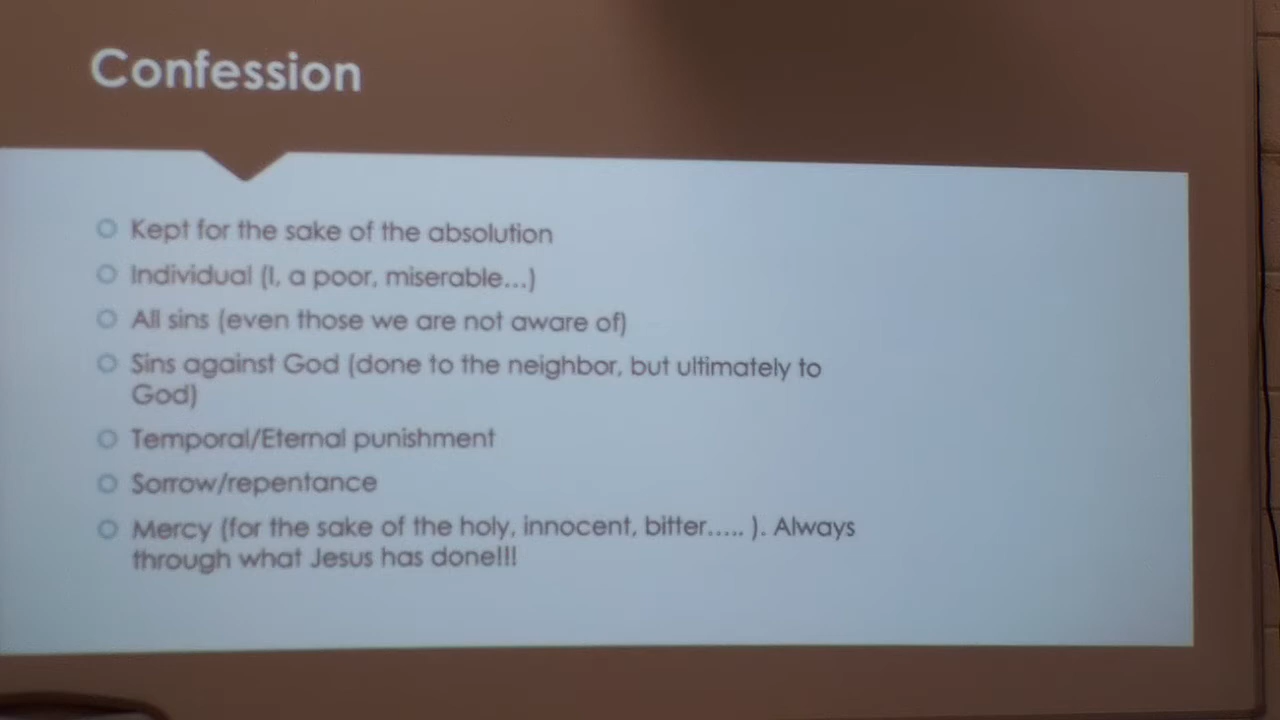 Confession
Kept for the sake of the absolution
Individual (I, a poor, miserable...)
All sins (even those we are not aware of)
Sins against God (done to the neighbor, but ultimately to
God)
Temporal/Eternal punishment
Sorrow/repentance
Mercy (for the sake of the holy, innocent, bitter..... ). Always
through what Jesus has done!!!